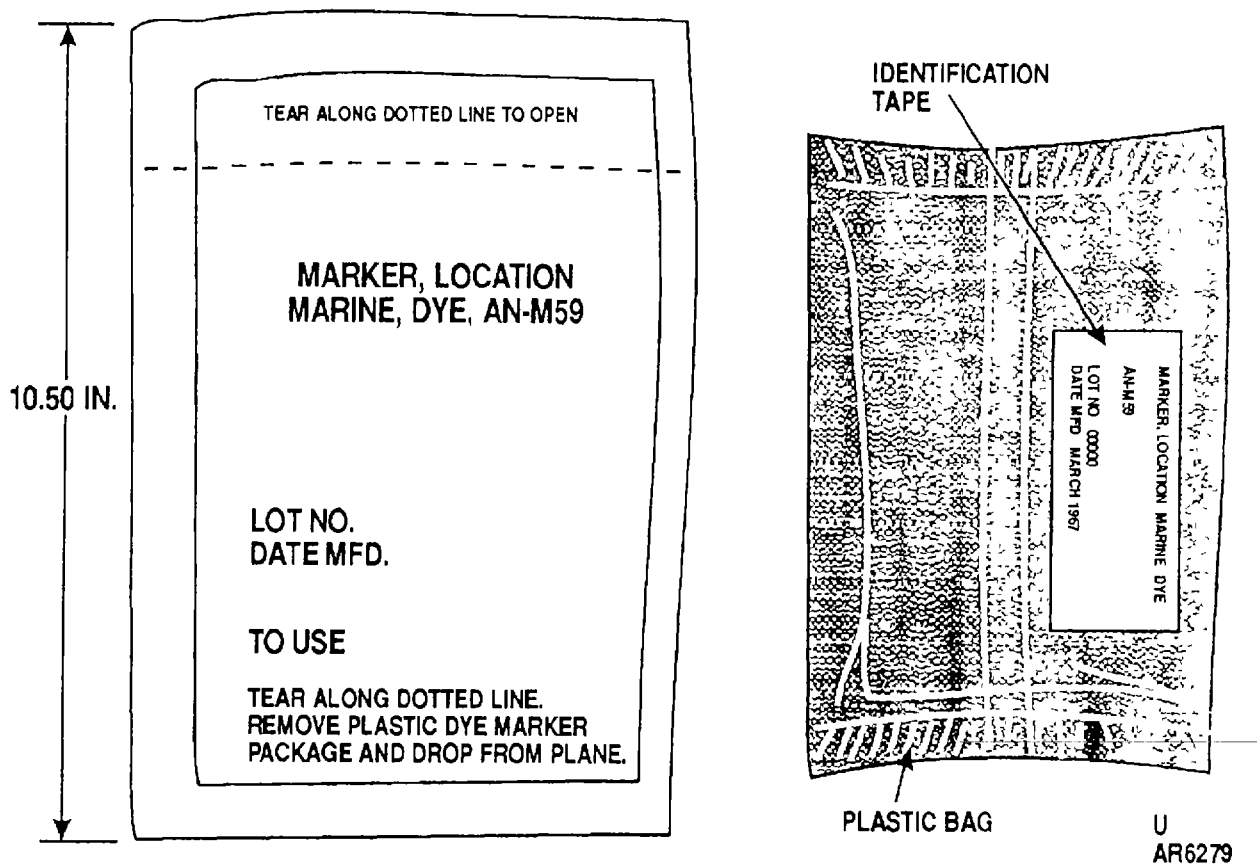 TEAR ALONG DOTTED LINE TO OPEN
MARKER, LOCATION
MARINE, DYE, AN-M59
10.50 IN.
LOT NO.
DATE MFD.
TO USE
TEAR ALONG DOTTED LINE.
REMOVE PLASTIC DYE MARKER
PACKAGE AND DROP FROM PLANE.
IDENTIFICATION
TAPE
MARKER, LOCATION MARINE DYE
AN-M59
LOT NO 00000
DATE MFD MARCH 1967
PLASTIC BAG
U
AR6279